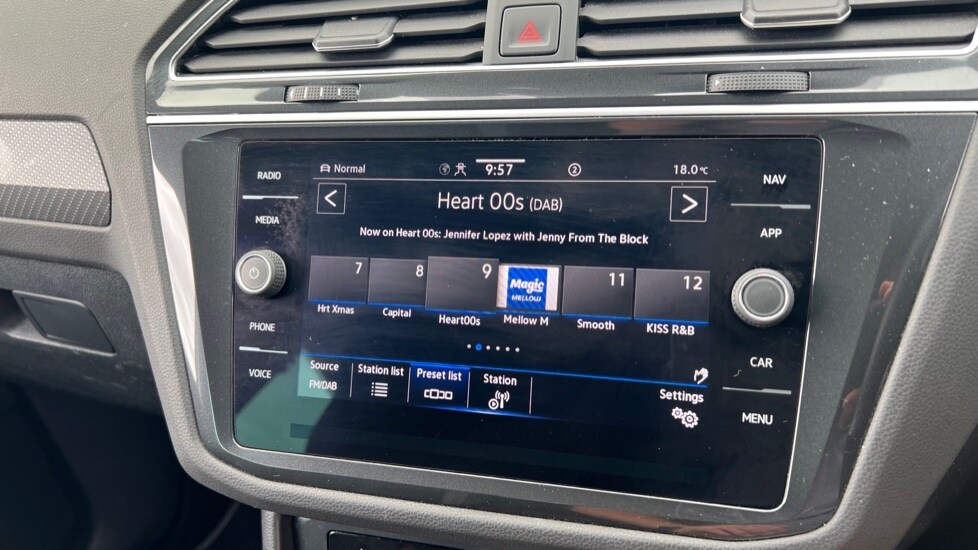 Normal 9:57 2 18.0°C
RADIO
NAV
< Heart 00s (DAB) >
MEDIA
APP
Now on Heart 00s: Jennifer Lopez with Jenny From The Block
7 8 9 11 12
Magic
MELLOW
Hrt Xmas Capital Heart00s Mellow M Smooth KISS R&B
PHONE
CAR
VOICE
Source Station list Preset list Station Settings
FM/DAB
MENU